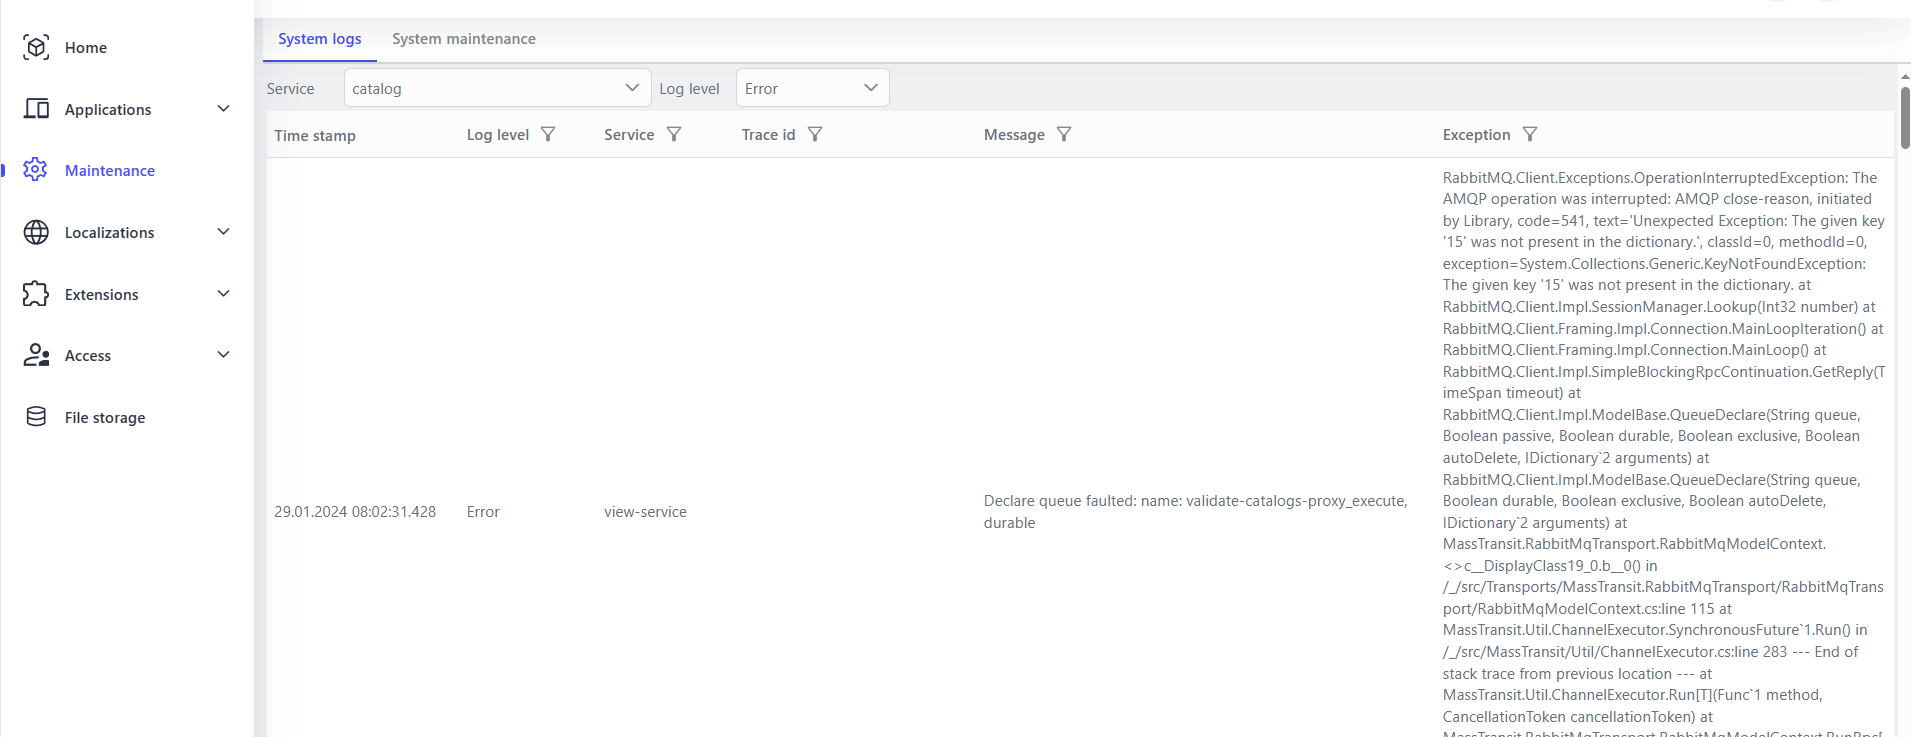 Home
Applications
Maintenance
Localizations
Extensions
Access
File storage
System logs System maintenance
Service catalog Log level Error
Time stamp Log level Service Trace id Message Exception
29.01.2024 08:02:31.428 Error view-service
Declare queue faulted: name: validate-catalogs-proxy_execute,
durable
RabbitMQ.Client.Exceptions.OperationInterruptedException: The
AMQP operation was interrupted: AMQP close-reason, initiated
by Library, code=541, text='Unexpected Exception: The given key
'15' was not present in the dictionary.', classId=0, methodId=0,
exception=System.Collections.Generic.KeyNotFoundException:
The given key '15' was not present in the dictionary. at
RabbitMQ.Client.Impl.SessionManager.Lookup(Int32 number) at
RabbitMQ.Client.Framing.Impl.Connection.MainLoopIteration() at
RabbitMQ.Client.Framing.Impl.Connection.MainLoop() at
RabbitMQ.Client.Impl.SimpleBlockingRpcContinuation.GetReply(T
imeSpan timeout) at
RabbitMQ.Client.Impl.ModelBase.QueueDeclare(String queue,
Boolean passive, Boolean durable, Boolean exclusive, Boolean
autoDelete, IDictionary`2 arguments) at
RabbitMQ.Client.Impl.ModelBase.QueueDeclare(String queue,
Boolean durable, Boolean exclusive, Boolean autoDelete,
IDictionary`2 arguments) at
MassTransit.RabbitMqTransport.RabbitMqModelContext.
<>c__DisplayClass19_0.b__0() in
/_/src/Transports/MassTransit.RabbitMqTransport/RabbitMqTrans
port/RabbitMqModelContext.cs:line 115 at
MassTransit.Util.ChannelExecutor.SynchronousFuture`1.Run() in
/_/src/MassTransit/Util/ChannelExecutor.cs:line 283 --- End of
stack trace from previous location --- at
MassTransit.Util.ChannelExecutor.Run[T](Func`1 method,
CancellationToken cancellationToken) at
MassTransit.RabbitMqTransport.RabbitMqModelContext.RunRpc[